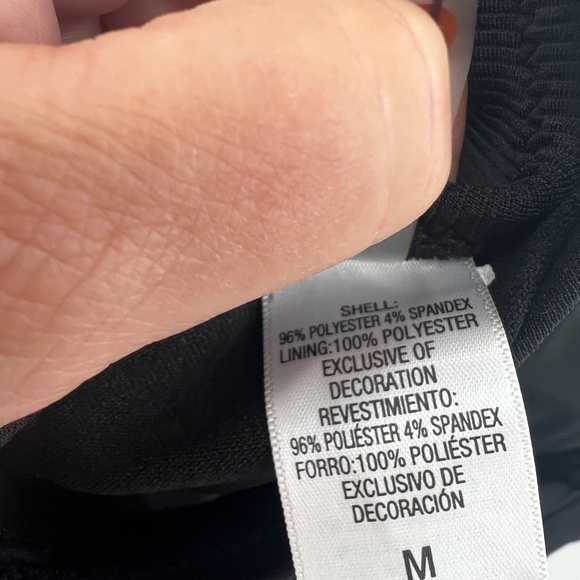 SHELL:
96% POLYESTER 4% SPANDEX
LINING:100% POLYESTER
EXCLUSIVE OF
DECORATION
REVESTIMIENTO:
96% POLIÉSTER 4% SPANDEX
FORRO:100% POLIÉSTER
EXCLUSIVO DE
DECORACIÓN
M